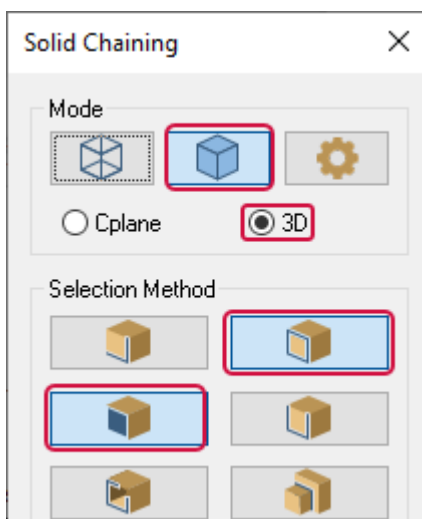 Solid Chaining
Mode
Cplane
3D
Selection Method